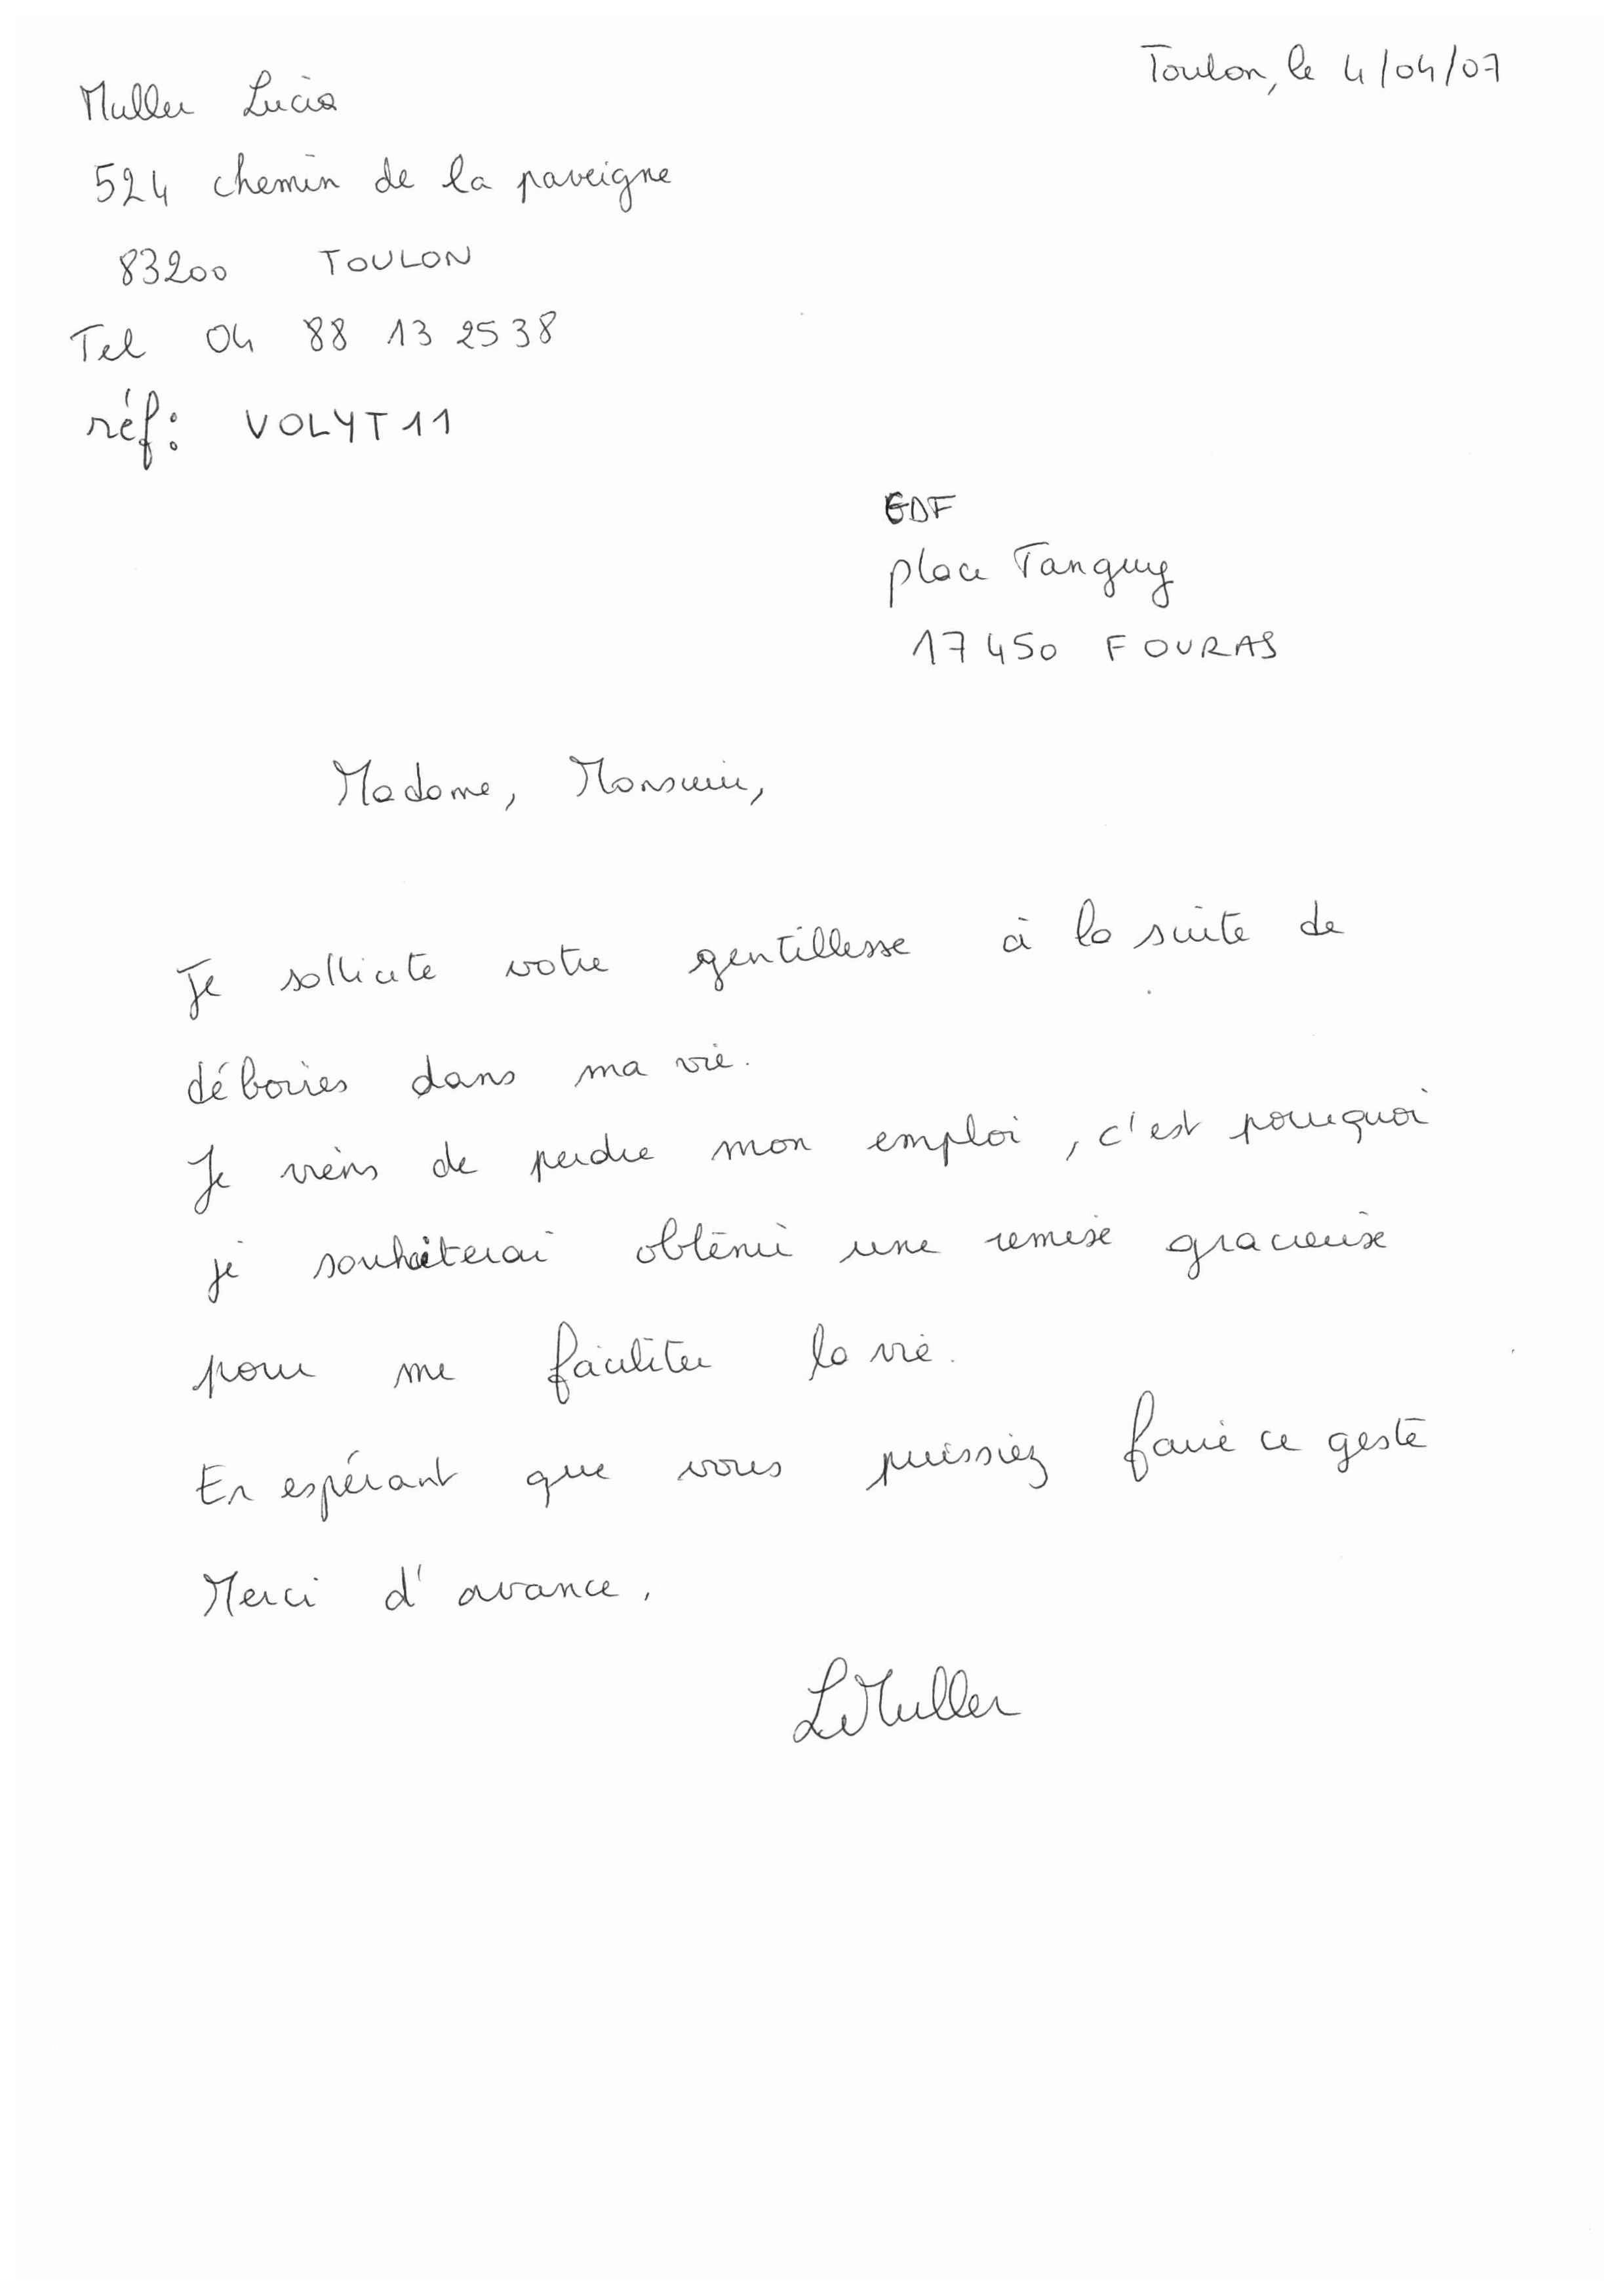 Toulon, le 4/04/07
Muller Lucia
524 chemin de la paveigne
83200 TOULON
Tel 04 88 13 25 38
réf: VOLYT11
EDF
place Tanguy
17450 FOURAS
Madame, Monsieur,
Je sollicite votre gentillesse à la suite de
déboires dans ma vie.
Je viens de perdre mon emploi, c'est pourquoi
je souhaiterai obtenir une remise gracieuse
pour me faciliter la vie.
En espérant que vous puissiez faire ce geste
Merci d'avance.
L Muller